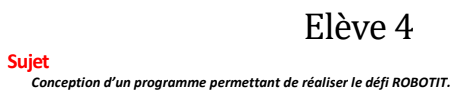 Elève 4
Sujet
Conception d'un programme permettant de réaliser le défi ROBOTIT.